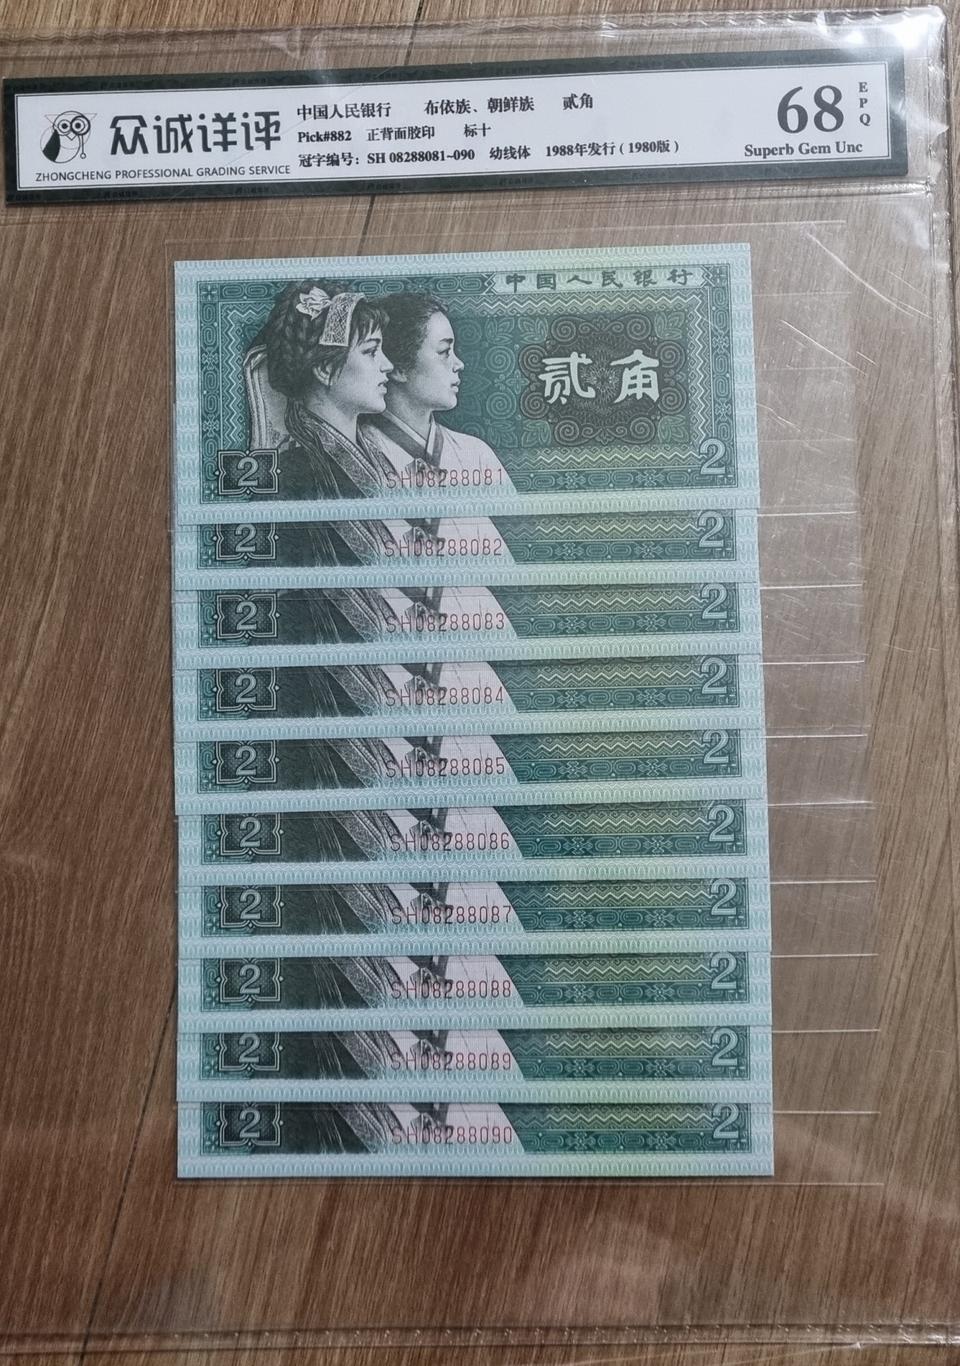 众诚详评
ZHONGCHENG PROFESSIONAL GRADING SERVICE
中国人民银行 布依族、朝鲜族 贰角
Pick#882 正背面胶印 标十
冠字编号：SH 08288081~090 幼线体 1988年发行（1980版）
68
EPQ
Superb Gem Unc
中国人民银行
贰角
2 SH08288081 2
2 SH08288082 2
2 SH08288083 2
2 SH08288084 2
2 SH08288085 2
2 SH08288086 2
2 SH08288087 2
2 SH08288088 2
2 SH08288089 2
2 SH08288090 2